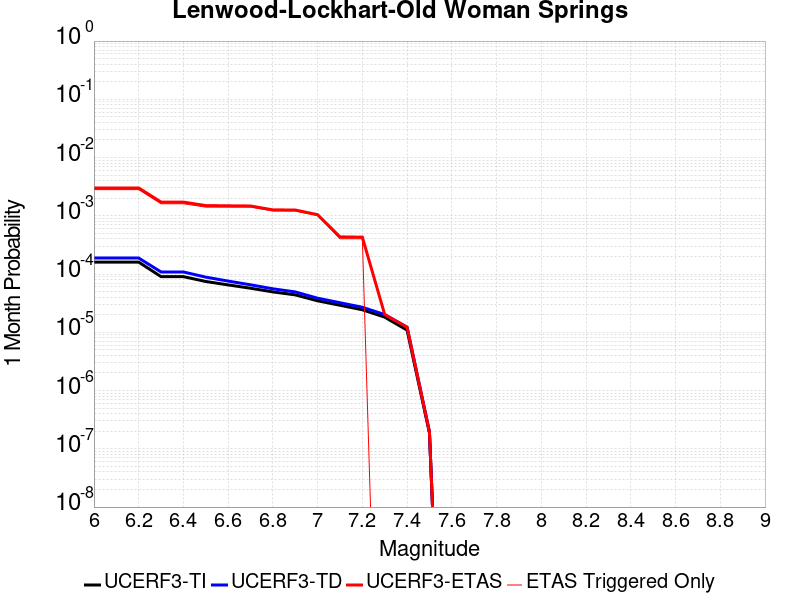 Lenwood-Lockhart-Old Woman Springs
10^0
10^-1
10^-2
10^-3
10^-4
10^-5
10^-6
10^-7
10^-8
1 Month Probability
6 6.2 6.4 6.6 6.8 7 7.2 7.4 7.6 7.8 8 8.2 8.4 8.6 8.8 9
Magnitude
UCERF3-TI UCERF3-TD UCERF3-ETAS ETAS Triggered Only